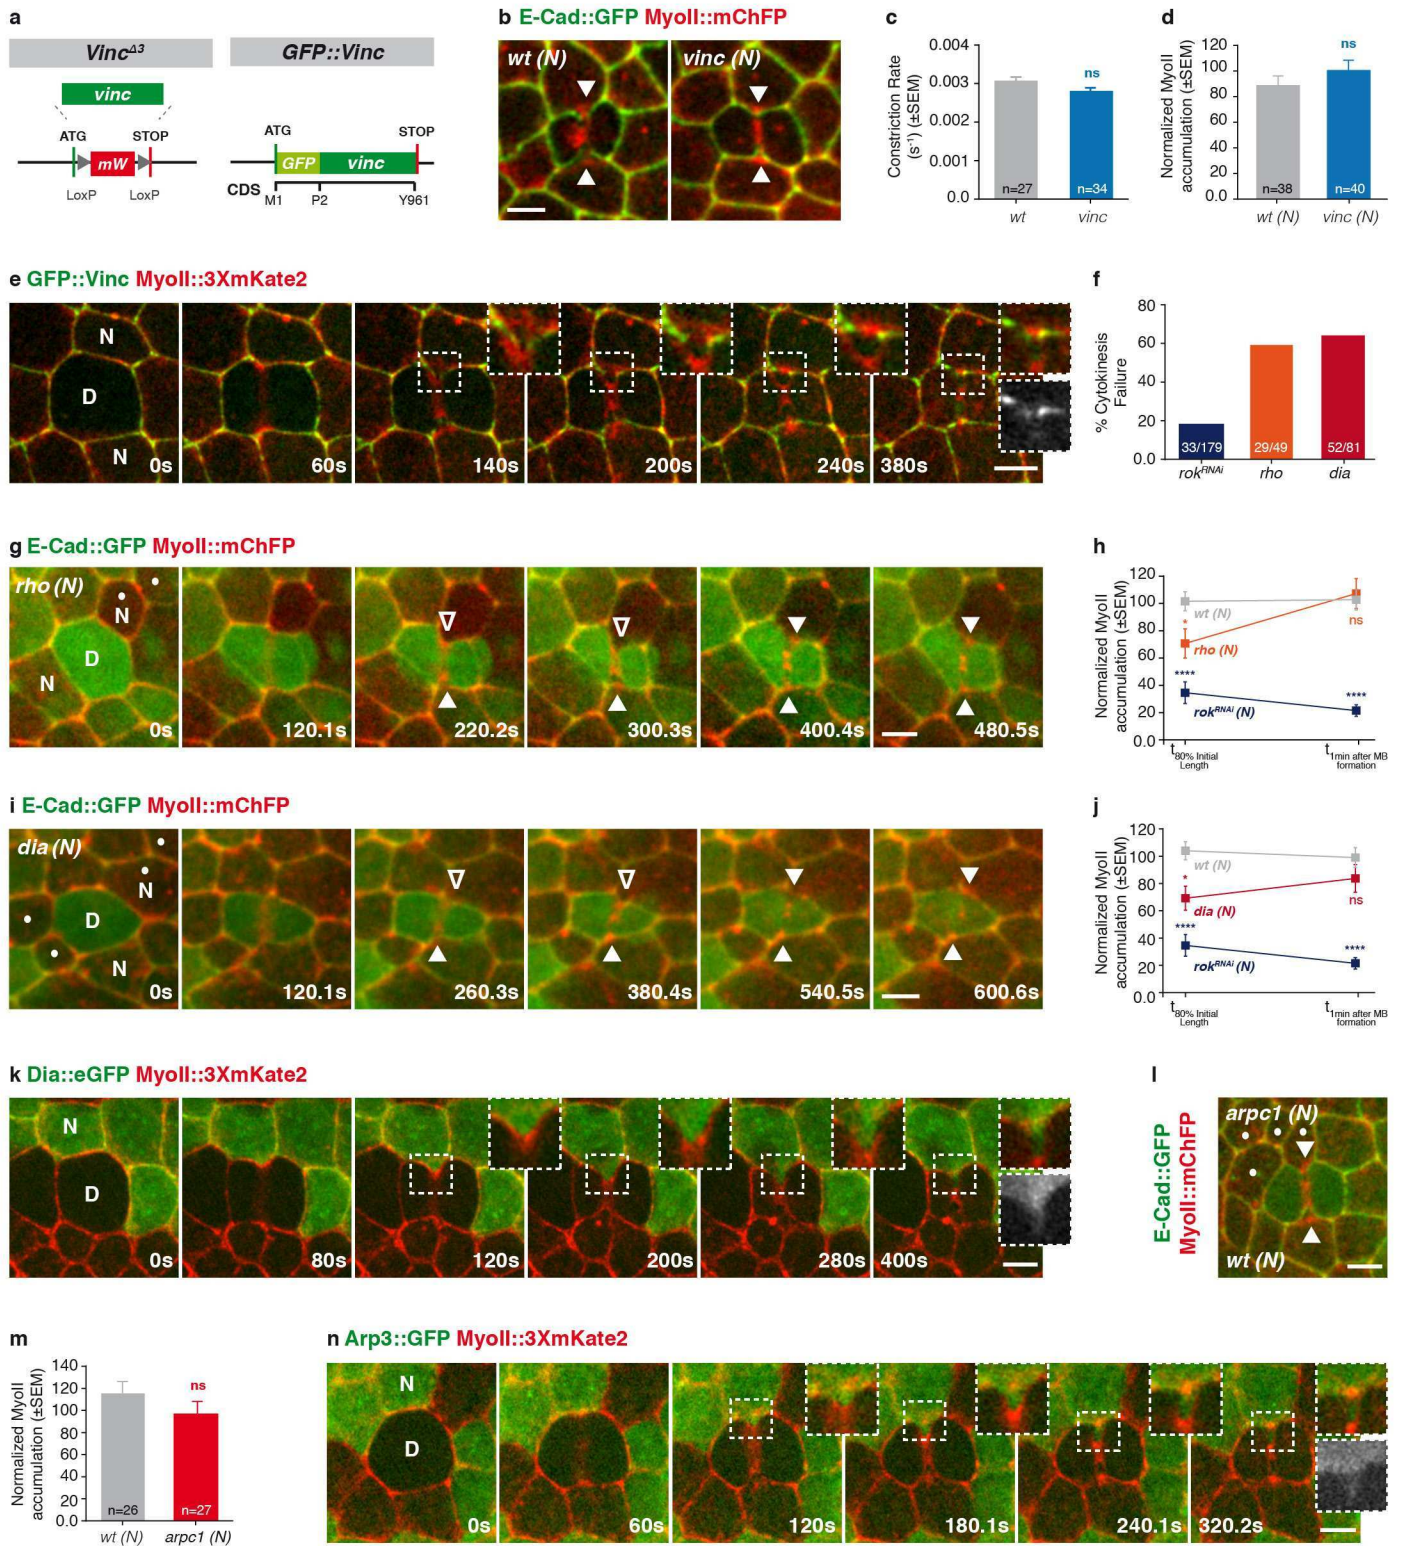 a
Vinc^Δ3
GFP::Vinc
vinc
ATG
STOP
mW
LoxP
LoxP
ATG
STOP
GFP
vinc
CDS
M1
P2
Y961
b E-Cad::GFP MyoII::mChFP
wt (N)
vinc (N)
c
Constriction Rate
(s⁻¹) (±SEM)
0.004
0.003
0.002
0.001
0.0
ns
n=27
n=34
wt
vinc
d
Normalized MyoII
accumulation (±SEM)
120
100
80
60
40
20
0.0
ns
n=38
n=40
wt (N)
vinc (N)
e GFP::Vinc MyoII::3XmKate2
N
D
N
0s
60s
140s
200s
240s
380s
f
% Cytokinesis
Failure
80
60
40
20
0.0
33/179
29/49
52/81
rok^RNAi
rho
dia
g E-Cad::GFP MyoII::mChFP
rho (N)
N
D
N
0s
120.1s
220.2s
300.3s
400.4s
480.5s
h
Normalized MyoII
accumulation (±SEM)
120
100
80
60
40
20
0.0
wt (N)
*
rho (N)
ns
****
rok^RNAi (N)
****
t80% Initial
Length
t1min after MB
formation
i E-Cad::GFP MyoII::mChFP
dia (N)
N
D
N
0s
120.1s
260.3s
380.4s
540.5s
600.6s
j
Normalized MyoII
accumulation (±SEM)
120
100
80
60
40
20
0.0
wt (N)
*
dia (N)
ns
****
rok^RNAi (N)
****
t80% Initial
Length
t1min after MB
formation
k Dia::eGFP MyoII::3XmKate2
N
D
0s
80s
120s
200s
280s
400s
l
E-Cad::GFP
MyoII::mChFP
arpc1 (N)
wt (N)
m
Normalized MyoII
accumulation (±SEM)
140
120
100
80
60
40
20
0.0
ns
n=26
n=27
wt (N)
arpc1 (N)
n Arp3::GFP MyoII::3XmKate2
N
D
0s
60s
120s
180.1s
240.1s
320.2s